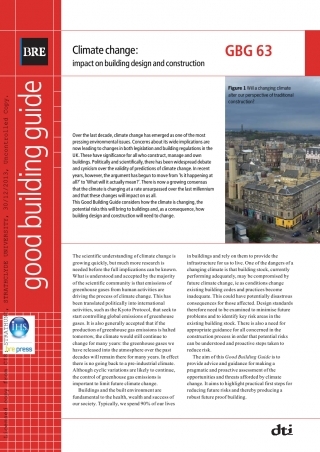 BRE
Climate change:
impact on building design and construction
GBG 63
good building guide
Figure 1 Will a changing climate
alter our perspective of traditional
construction?
Over the last decade, climate change has emerged as one of the most
pressing environmental issues. Concerns about its wide implications are
now leading to changes in both legislation and building regulations in the
UK. These have significance for all who construct, manage and own
buildings. Politically and scientifically, there has been widespread debate
and cynicism over the validity of predictions of climate change. In recent
years, however, the argument has begun to move from 'Is it happening at
all?' to 'What will it actually mean?' There is now a growing consensus
that the climate is changing at a rate unsurpassed over the last millennium
and that these changes will impact on us all.
This Good Building Guide considers how the climate is changing, the
potential risks this will bring to buildings and, as a consequence, how
building design and construction will need to change.
The scientific understanding of climate change is
growing quickly, but much more research is
needed before the full implications can be known.
What is understood and accepted by the majority
of the scientific community is that emissions of
greenhouse gases from human activities are
driving the process of climate change. This has
been translated politically into international
activities, such as the Kyoto Protocol, that seek to
start controlling global emissions of greenhouse
gases. It is also generally accepted that if the
production of greenhouse gas emissions is halted
tomorrow, the climate would still continue to
change for many years: the greenhouse gases we
have released into the atmosphere over the past
decades will remain there for many years. In effect
there is no going back to the pre-industrial climate.
Although cyclic variations are likely to continue,
the control of greenhouse gas emissions is
important to limit future climate change.
Buildings and the built environment are
fundamental to the health, wealth and success of
our society. Typically, we spend 90% of our lives
in buildings and rely on them to provide the
infrastructure for us to live. One of the dangers of a
changing climate is that building stock, currently
performing adequately, may be compromised by
future climate change, ie as conditions change
existing building codes and practices become
inadequate. This could have potentially disastrous
consequences for those affected. Design standards
therefore need to be examined to minimise future
problems and to identify key risk areas in the
existing building stock. There is also a need for
appropriate guidance for all concerned in the
construction process in order that potential risks
can be understood and proactive steps taken to
reduce risk.
The aim of this Good Building Guide is to
provide advice and guidance for making a
pragmatic and proactive assessment of the
opportunities and threats afforded by climate
change. It aims to highlight practical first steps for
reducing future risks and thereby producing a
robust future proof building.
STRATHCLYDE UNIVERSITY, 30/10/2013, Uncontrolled Copy,
IHS
brepress
dti